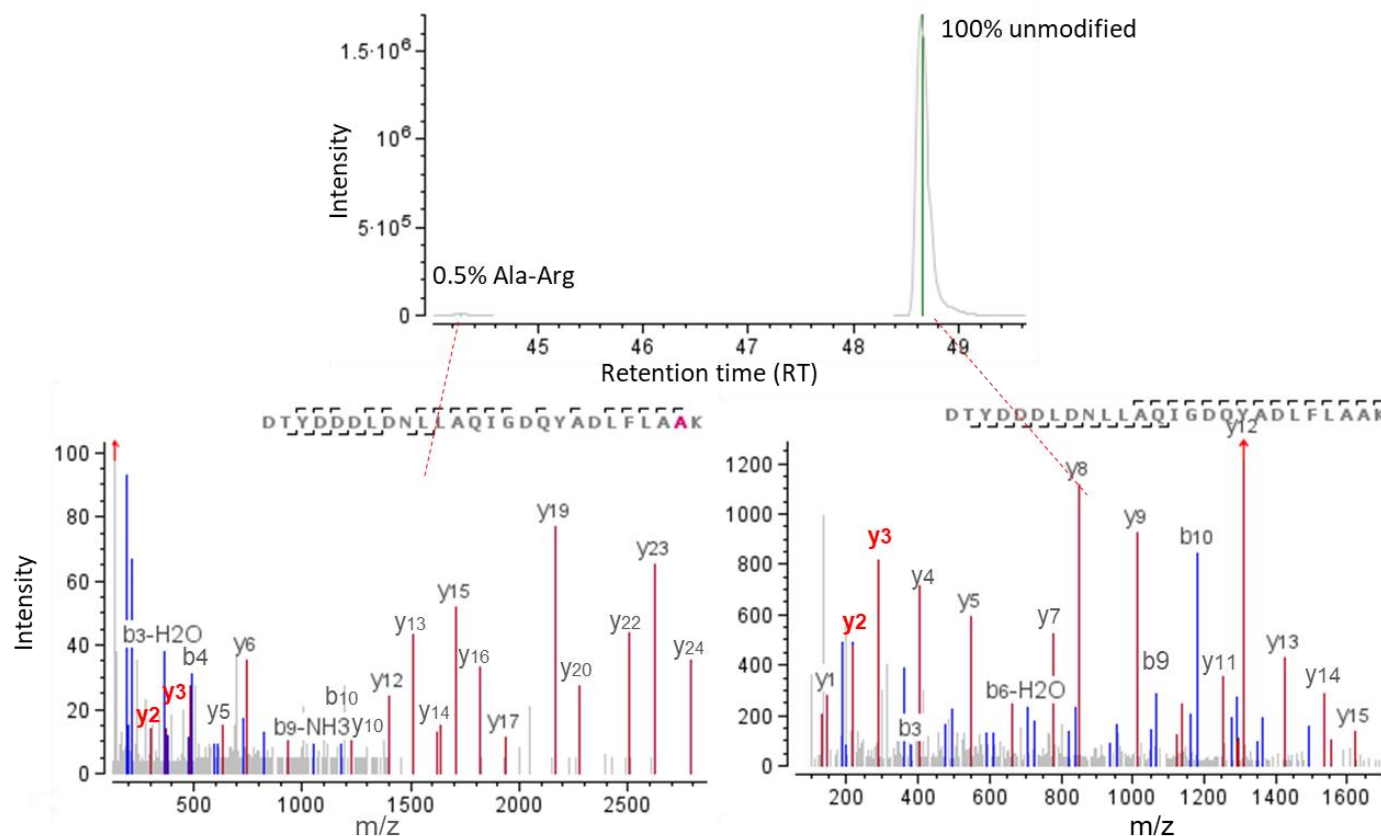 100% unmodified
1.5·10⁶
10⁶
Intensity
5·10⁵
0.5% Ala-Arg
0
45 46 47 48 49
Retention time (RT)
DTYDDDLDNLLAQIGDQYADLFLAAK
DTYDDDLDNLLAQIGDQYADLFLAAK
y12
100
80
60
40
20
0
Intensity
y19
y23
y15
y13
y22
b3-H2O
b4
y6
y16
y24
y20
y3
y2
y5
b10
y12
b9-NH3
y10
y14
y17
500 1000 1500 2000 2500
m/z
1200
1000
800
600
400
200
0
y8
y9
y3
b10
y4
y5
y7
y2
y13
y1
b6-H2O
b9
y11
y14
b3
y15
200 400 600 800 1000 1200 1400 1600
m/z